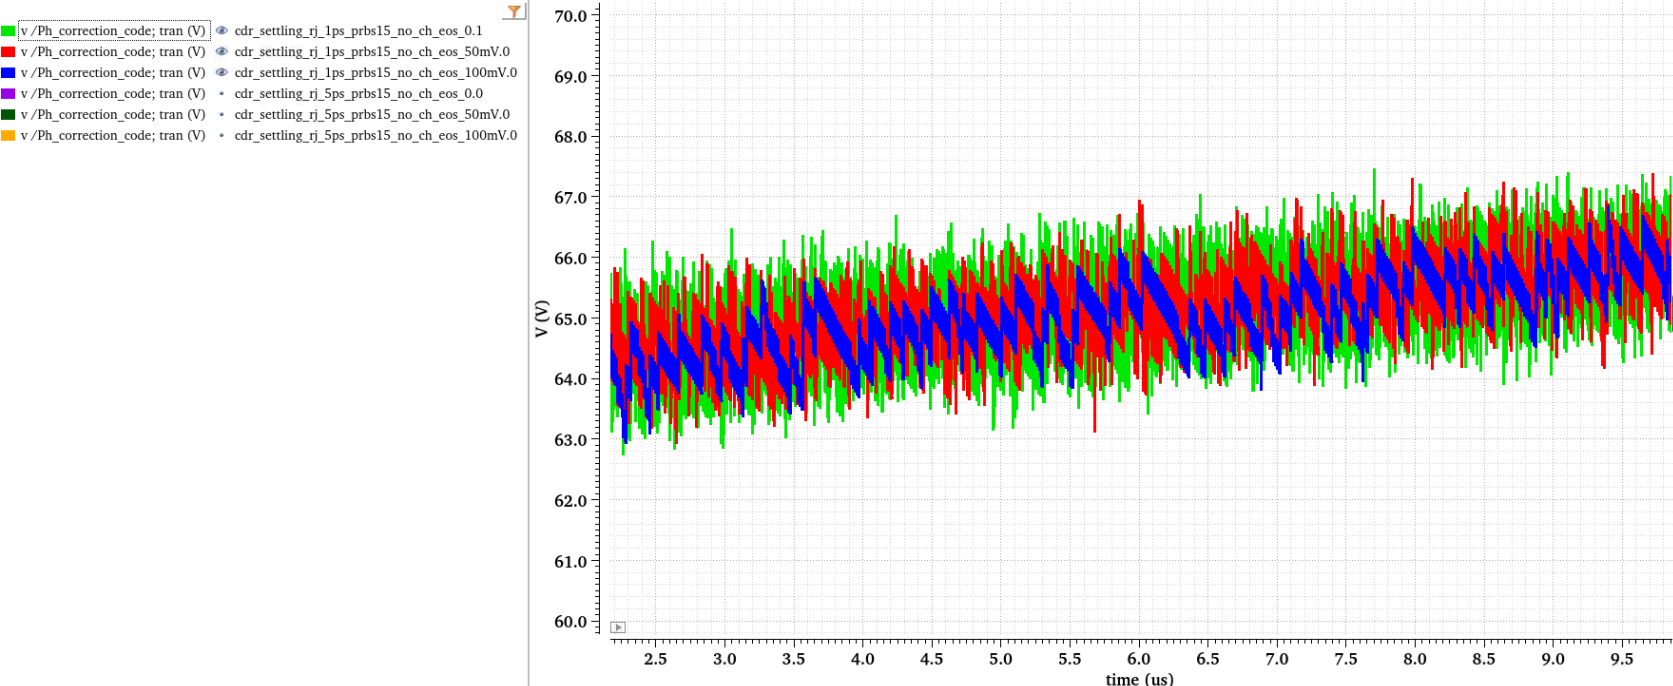 v /Ph_correction_code; tran (V) cdr_settling_rj_1ps_prbs15_no_ch_eos_0.1
v /Ph_correction_code; tran (V) cdr_settling_rj_1ps_prbs15_no_ch_eos_50mV.0
v /Ph_correction_code; tran (V) cdr_settling_rj_1ps_prbs15_no_ch_eos_100mV.0
v /Ph_correction_code; tran (V) cdr_settling_rj_5ps_prbs15_no_ch_eos_0.0
v /Ph_correction_code; tran (V) cdr_settling_rj_5ps_prbs15_no_ch_eos_50mV.0
v /Ph_correction_code; tran (V) cdr_settling_rj_5ps_prbs15_no_ch_eos_100mV.0
V (V)
70.0
69.0
68.0
67.0
66.0
65.0
64.0
63.0
62.0
61.0
60.0
2.5 3.0 3.5 4.0 4.5 5.0 5.5 6.0 6.5 7.0 7.5 8.0 8.5 9.0 9.5
time (us)